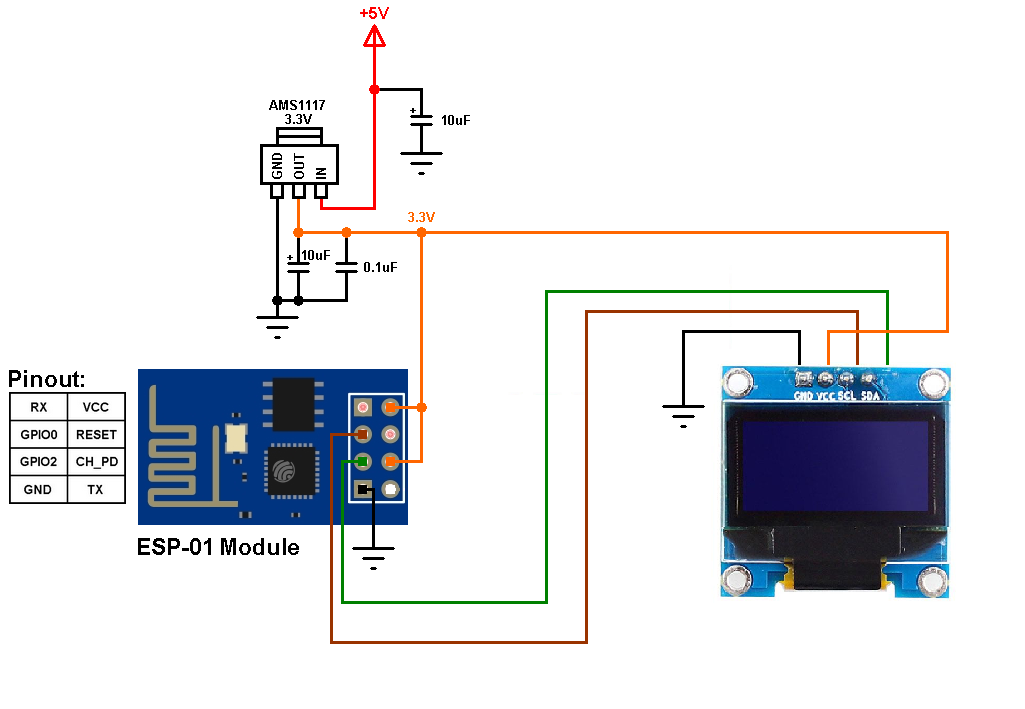 +5V
AMS1117
3.3V
+
10uF
GND
OUT
IN
3.3V
+
10uF
0.1uF
Pinout:
RX VCC
GPIO0 RESET
GPIO2 CH_PD
GND TX
GND VCC SCL SDA
ESP-01 Module